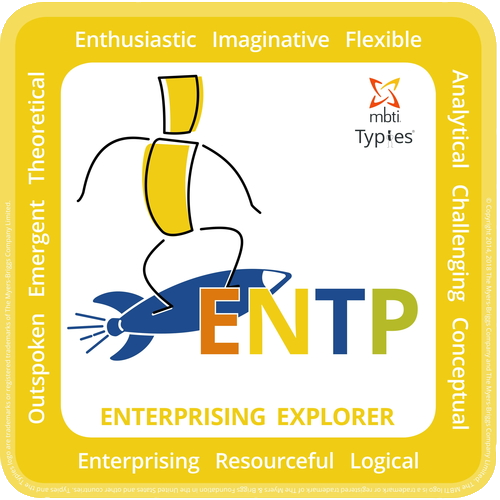 Enthusiastic Imaginative Flexible
Outspoken Emergent Theoretical
mbti.
Types®
Analytical Challenging Conceptual
ENTP
ENTERPRISING EXPLORER
Enterprising Resourceful Logical